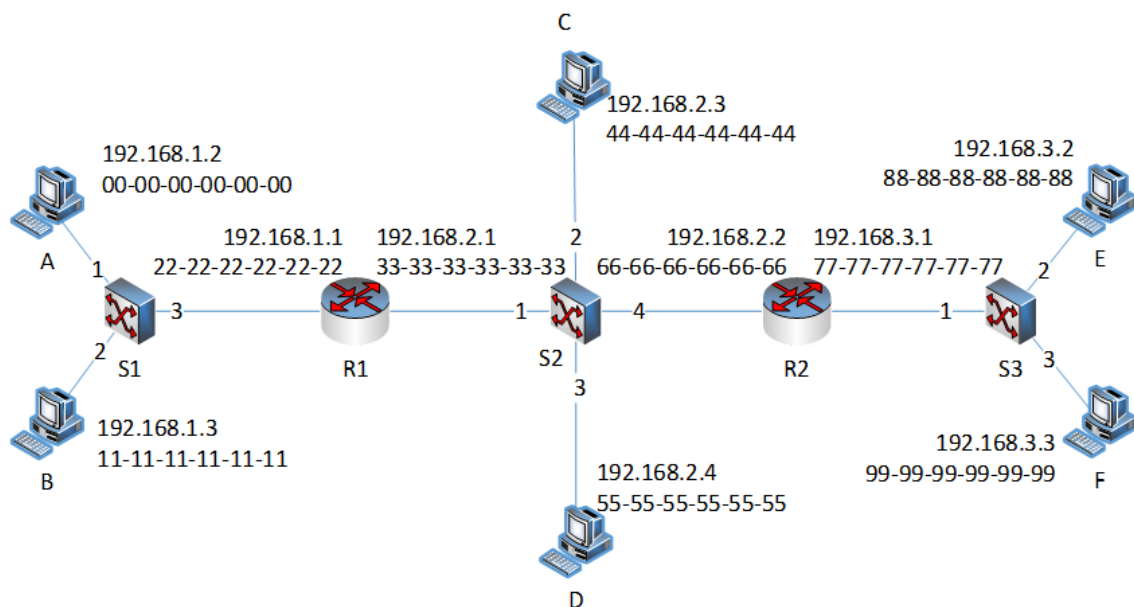 C
192.168.2.3
44-44-44-44-44-44
192.168.1.2
00-00-00-00-00-00
A
1
192.168.3.2
88-88-88-88-88-88
E
2
192.168.1.1
22-22-22-22-22-22
192.168.2.1
33-33-33-33-33-33
2
192.168.2.2
66-66-66-66-66-66
192.168.3.1
77-77-77-77-77-77
3
1
4
1
2
S1
R1
S2
3
R2
S3
3
192.168.1.3
11-11-11-11-11-11
B
192.168.3.3
99-99-99-99-99-99
F
192.168.2.4
55-55-55-55-55-55
D